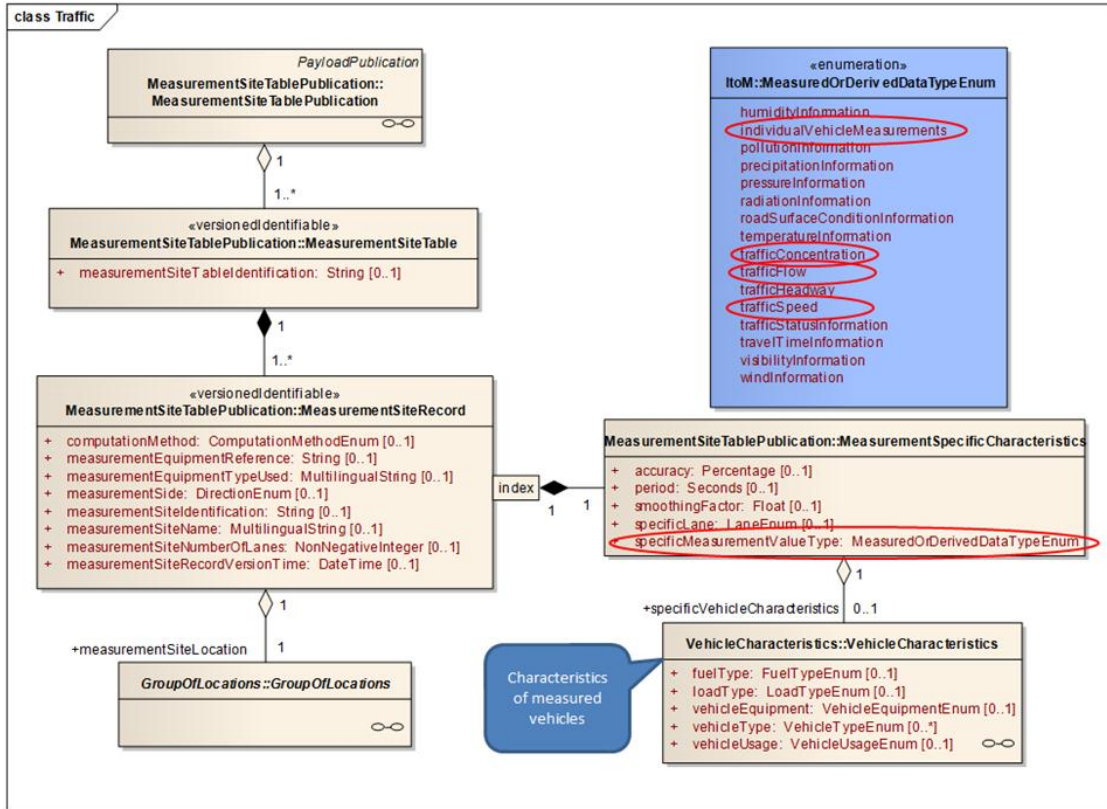 class Traffic
PayloadPublication
MeasurementSiteTablePublication::
MeasurementSiteTablePublication
1
1..*
«versionedIdentifiable»
MeasurementSiteTablePublication::MeasurementSiteTable
+ measurementSiteTableIdentification: String [0..1]
1
1..*
«versionedIdentifiable»
MeasurementSiteTablePublication::MeasurementSiteRecord
+ computationMethod: ComputationMethodEnum [0..1]
+ measurementEquipmentReference: String [0..1]
+ measurementEquipmentTypeUsed: MultilingualString [0..1]
+ measurementSide: DirectionEnum [0..1]
+ measurementSiteIdentification: String [0..1]
+ measurementSiteName: MultilingualString [0..1]
+ measurementSiteNumberOfLanes: NonNegativeInteger [0..1]
+ measurementSiteRecordVersionTime: DateTime [0..1]
index
1
1
1
+measurementSiteLocation 1
GroupOfLocations::GroupOfLocations
«enumeration»
ItoM::MeasuredOrDerivedDataTypeEnum
humidityInformation
individualVehicleMeasurements
pollutionInformation
precipitationInformation
pressureInformation
radiationInformation
roadSurfaceConditionInformation
temperatureInformation
trafficConcentration
trafficFlow
trafficHeadway
trafficSpeed
trafficStatusInformation
travelTimeInformation
visibilityInformation
windInformation
MeasurementSiteTablePublication::MeasurementSpecificCharacteristics
+ accuracy: Percentage [0..1]
+ period: Seconds [0..1]
+ smoothingFactor: Float [0..1]
+ specificLane: LaneEnum [0..1]
+ specificMeasurementValueType: MeasuredOrDerivedDataTypeEnum
1
+specificVehicleCharacteristics 0..1
VehicleCharacteristics::VehicleCharacteristics
+ fuelType: FuelTypeEnum [0..1]
+ loadType: LoadTypeEnum [0..1]
+ vehicleEquipment: VehicleEquipmentEnum [0..1]
+ vehicleType: VehicleTypeEnum [0..*]
+ vehicleUsage: VehicleUsageEnum [0..1]
Characteristics
of measured
vehicles